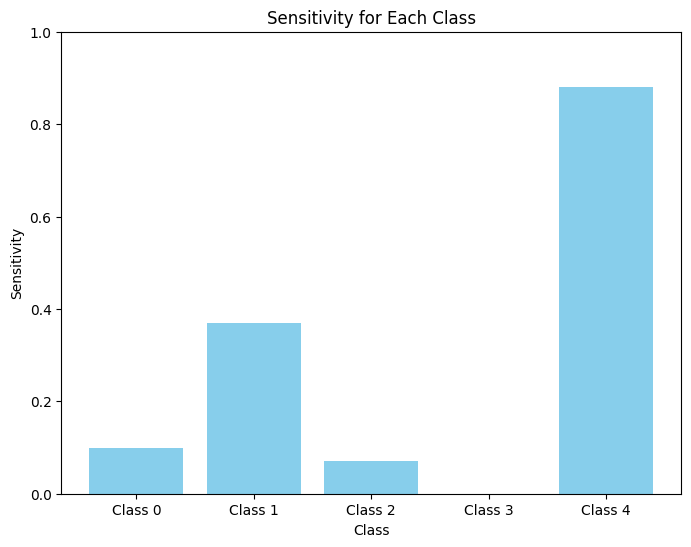 Sensitivity for Each Class
1.0
0.8
0.6
0.4
0.2
0.0
Sensitivity
Class 0
Class 1
Class 2
Class 3
Class 4
Class